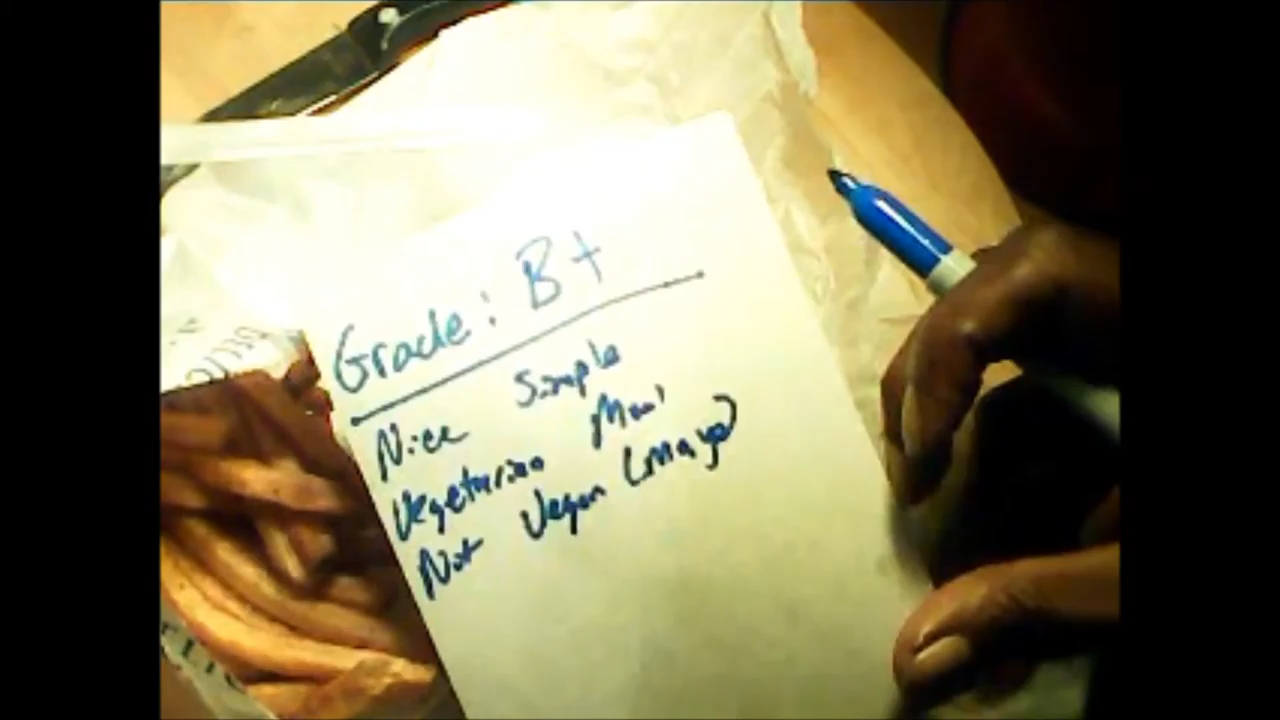 Grade: B+
Nice Simple
Vegetarian Meal
Not Vegan (mayo)